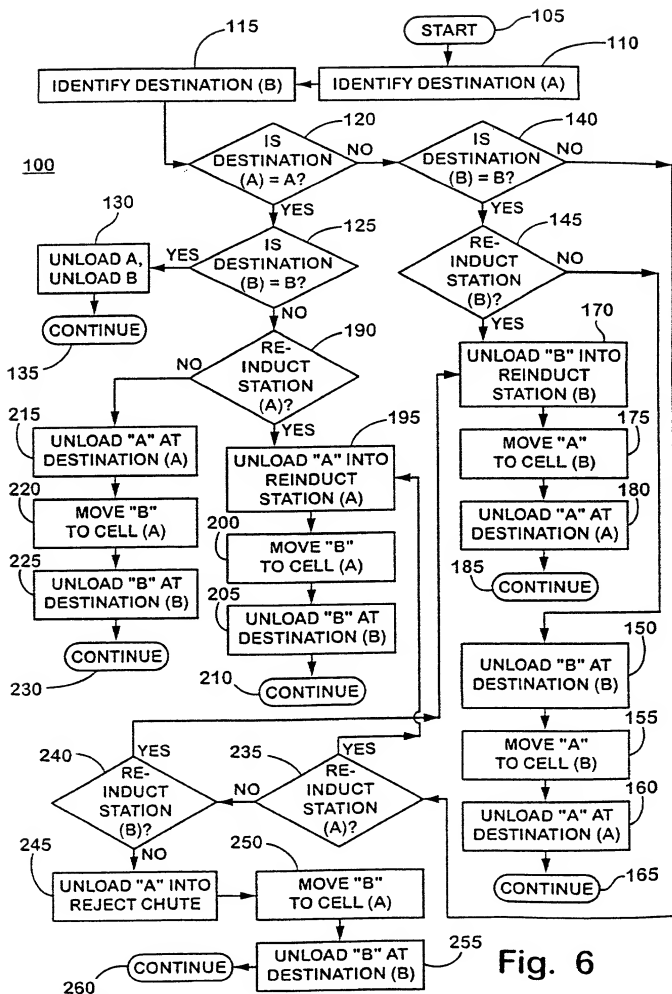 105
START
115
110
IDENTIFY DESTINATION (B)
IDENTIFY DESTINATION (A)
100
120
140
IS
DESTINATION
(A) = A?
NO
IS
DESTINATION
(B) = B?
NO
YES
YES
130
125
145
UNLOAD A,
UNLOAD B
YES
IS
DESTINATION
(B) = B?
RE-
INDUCT
STATION
(B)?
NO
CONTINUE
135
NO
YES
170
190
NO
RE-
INDUCT
STATION
(A)?
UNLOAD "B" INTO
REINDUCT
STATION (B)
YES
195
175
215
UNLOAD "A" AT
DESTINATION (A)
UNLOAD "A" INTO
REINDUCT
STATION (A)
MOVE "A"
TO CELL (B)
220
MOVE "B"
TO CELL (A)
200
MOVE "B"
TO CELL (A)
180
UNLOAD "A" AT
DESTINATION (A)
225
UNLOAD "B" AT
DESTINATION (B)
205
UNLOAD "B" AT
DESTINATION (B)
185
CONTINUE
CONTINUE
230
CONTINUE
210
150
UNLOAD "B" AT
DESTINATION (B)
240
YES
235
YES
155
MOVE "A"
TO CELL (B)
RE-
INDUCT
STATION
(B)?
NO
RE-
INDUCT
STATION
(A)?
160
UNLOAD "A" AT
DESTINATION (A)
NO
245
250
UNLOAD "A" INTO
REJECT CHUTE
MOVE "B"
TO CELL (A)
CONTINUE
165
CONTINUE
260
UNLOAD "B" AT
DESTINATION (B)
255
Fig. 6